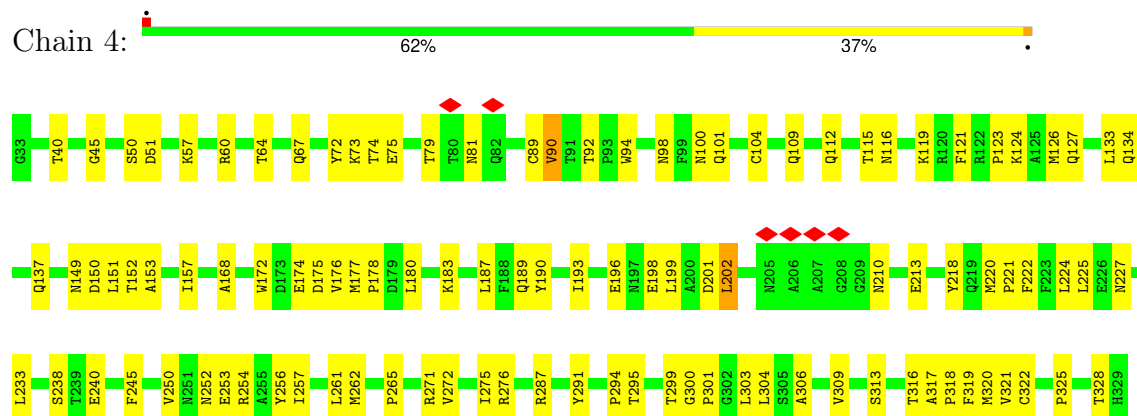 Chain 4:
62% 37%
G33 T40 G45 S50 D51 K57 R60 T64 Q67 Y72 K73 T74 E75 T79 T80 N81 Q82 C89 V90 T91 T92 P93 W94 N98 F99 N100 Q101 C104 Q109 Q112 T115 N116 K119 R120 F121 R122 P123 K124 A125 M126 Q127 L133 Q134
Q137 N149 D150 L151 T152 A153 I157 A168 W172 D173 E174 D175 V176 M177 P178 D179 L180 K183 L187 F188 Q189 Y190 I193 E196 N197 E198 L199 A200 D201 L202 N205 A206 A207 G208 G209 N210 E213 Y218 Q219 M220 P221 F222 F223 L224 L225 E226 N227
L233 S238 T239 E240 F245 V250 N251 N252 E253 R254 A255 Y256 I257 L261 M262 P265 R271 V272 I275 R276 R287 Y291 P294 T295 T299 G300 P301 G302 L303 L304 S305 A306 V309 S313 T316 A317 P318 F319 M320 V321 C322 P325 T328 H329